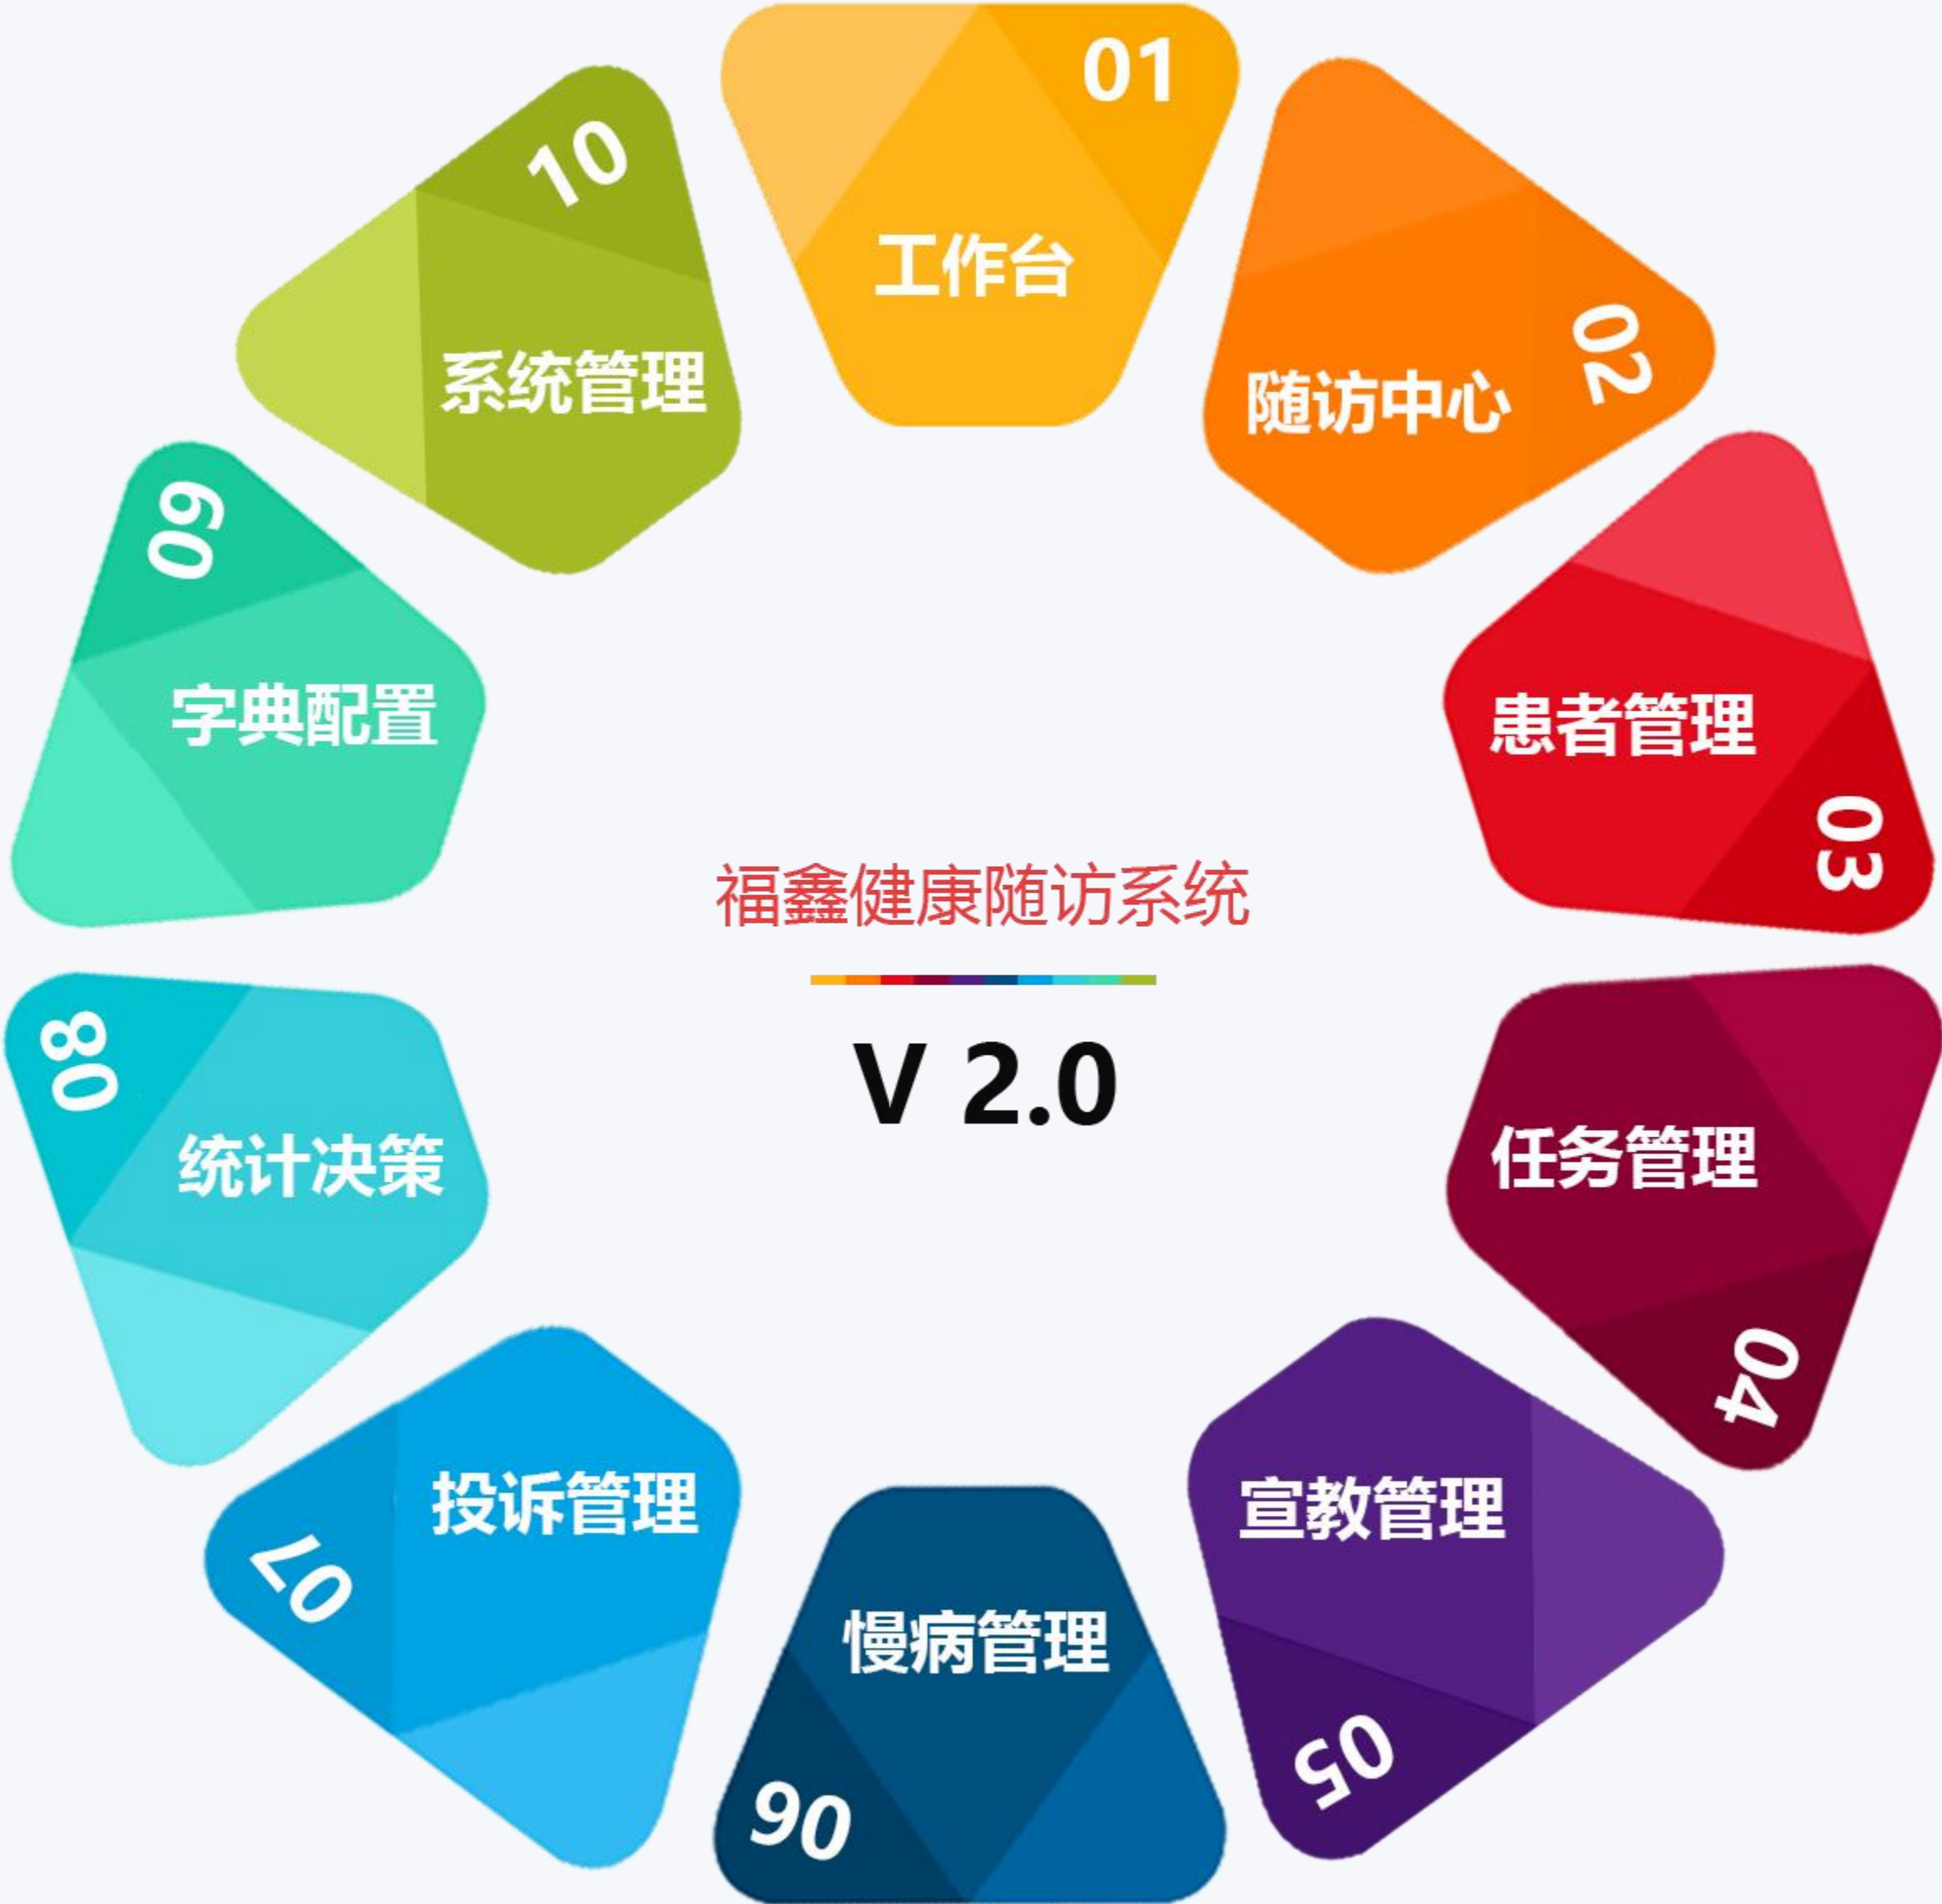 01
工作台
02
随访中心
03
患者管理
04
任务管理
05
宣教管理
06
慢病管理
07
投诉管理
08
统计决策
09
字典配置
10
系统管理
福鑫健康随访系统
V 2.0